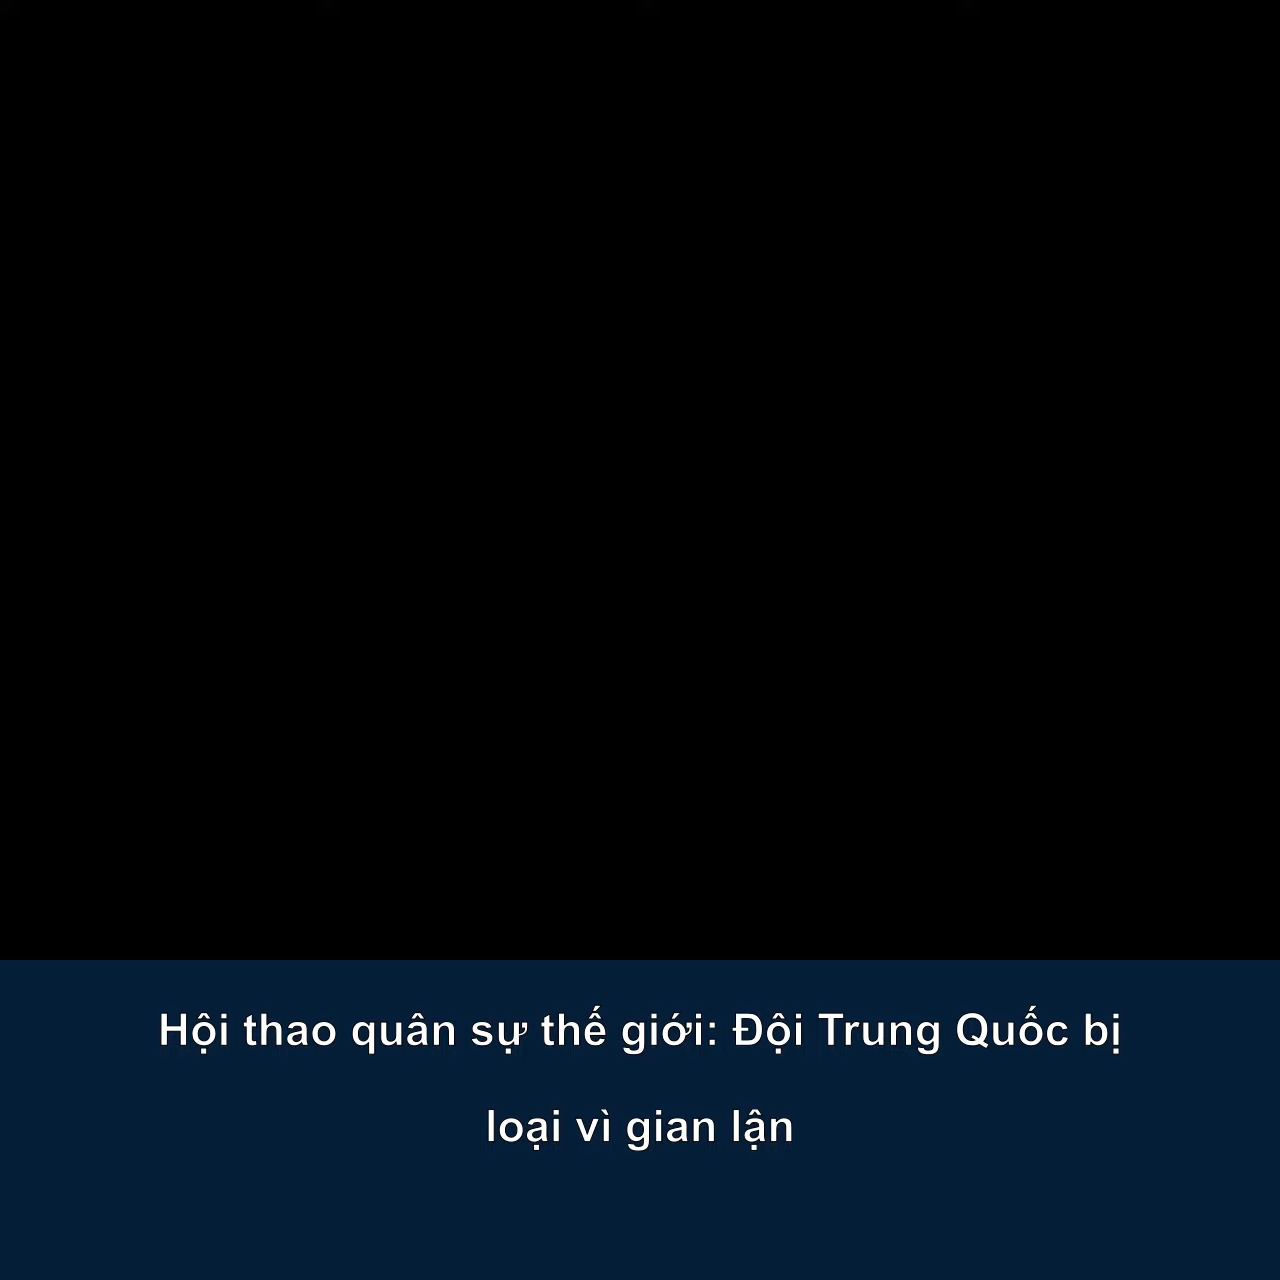 Hội thao quân sự thế giới: Đội Trung Quốc bị
loại vì gian lận